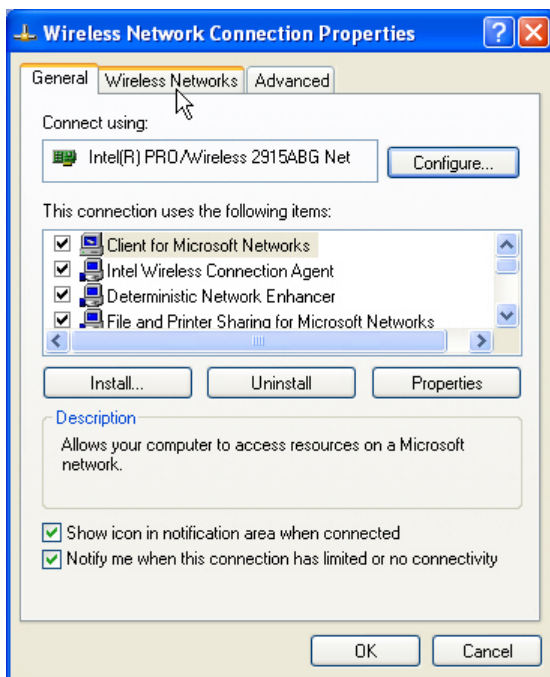 Wireless Network Connection Properties
General Wireless Networks Advanced
Connect using:
Intel(R) PRO/Wireless 2915ABG Net
Configure...
This connection uses the following items:
Client for Microsoft Networks
Intel Wireless Connection Agent
Deterministic Network Enhancer
File and Printer Sharing for Microsoft Networks
Install... Uninstall Properties
Description
Allows your computer to access resources on a Microsoft
network.
Show icon in notification area when connected
Notify me when this connection has limited or no connectivity
OK Cancel